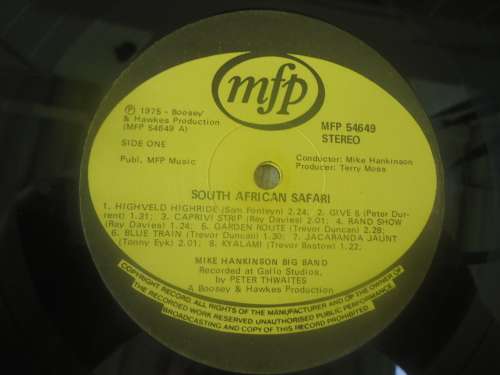 mfp
℗ 1975 - Boosey
& Hawkes Production
(MFP 54649 A)
MFP 54649
STEREO
SIDE ONE
Publ. MFP Music
Conductor: Mike Hankinson
Producer: Terry Moss
SOUTH AFRICAN SAFARI
1. HIGHVELD HIGHRIDE (Sam Fonteyn) 2.24; 2. GIVE 5 (Peter Dur-
rent) 1.31; 3. CAPRIVI STRIP (Ray Davies) 2.01; 4. RAND SHOW
(Ray Davies) 1.24; 5. GARDEN ROUTE (Trevor Duncan) 2.28;
6. BLUE TRAIN (Trevor Duncan) 1.30; 7. JACARANDA JAUNT
(Tonny Eyk) 2.01; 8. KYALAMI (Trevor Bastow) 1.22.
MIKE HANKINSON BIG BAND
Recorded at Gallo Studios,
by PETER THWAITES
A Boosey & Hawkes Production
COPYRIGHT RECORD. ALL RIGHTS OF THE MANUFACTURER AND OF THE OWNER OF
THE RECORDED WORK RESERVED. UNAUTHORISED PUBLIC PERFORMANCE
BROADCASTING AND COPY OF THIS RECORD PROHIBITED